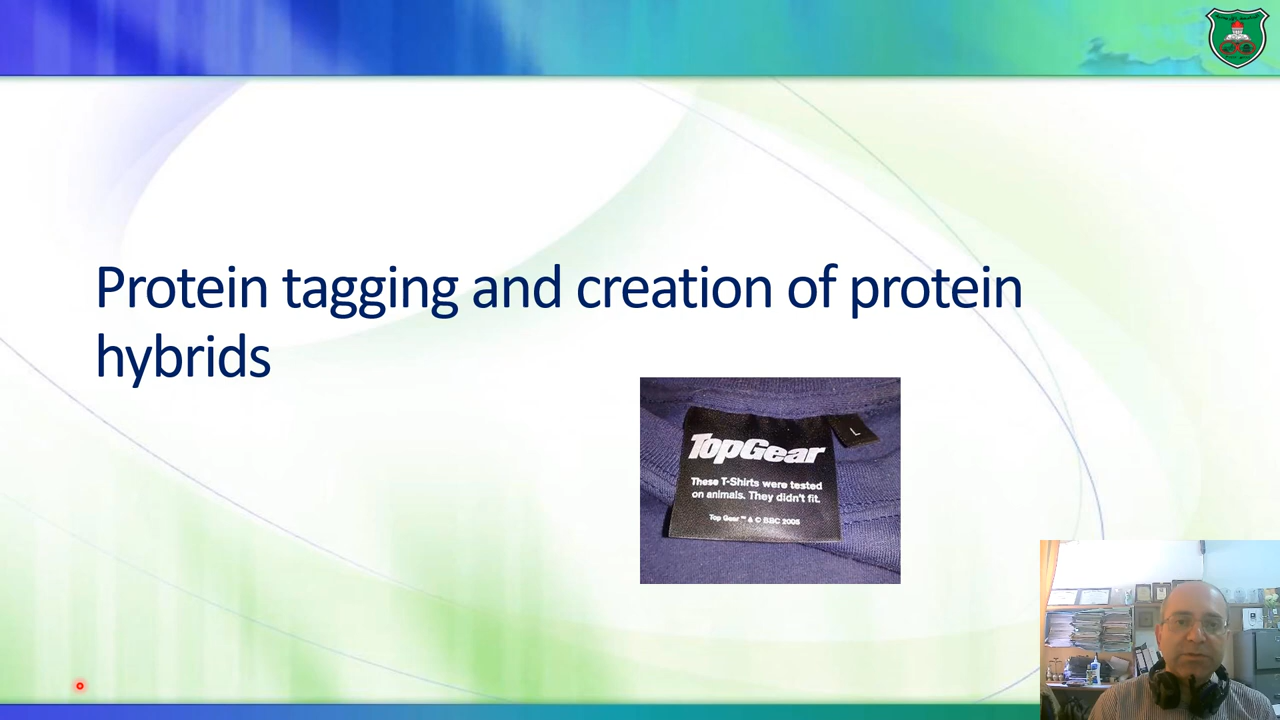 Protein tagging and creation of protein
hybrids
TopGear
L
These T-Shirts were tested
on animals. They didn't fit.
Top Gear ™ & © BBC 2005